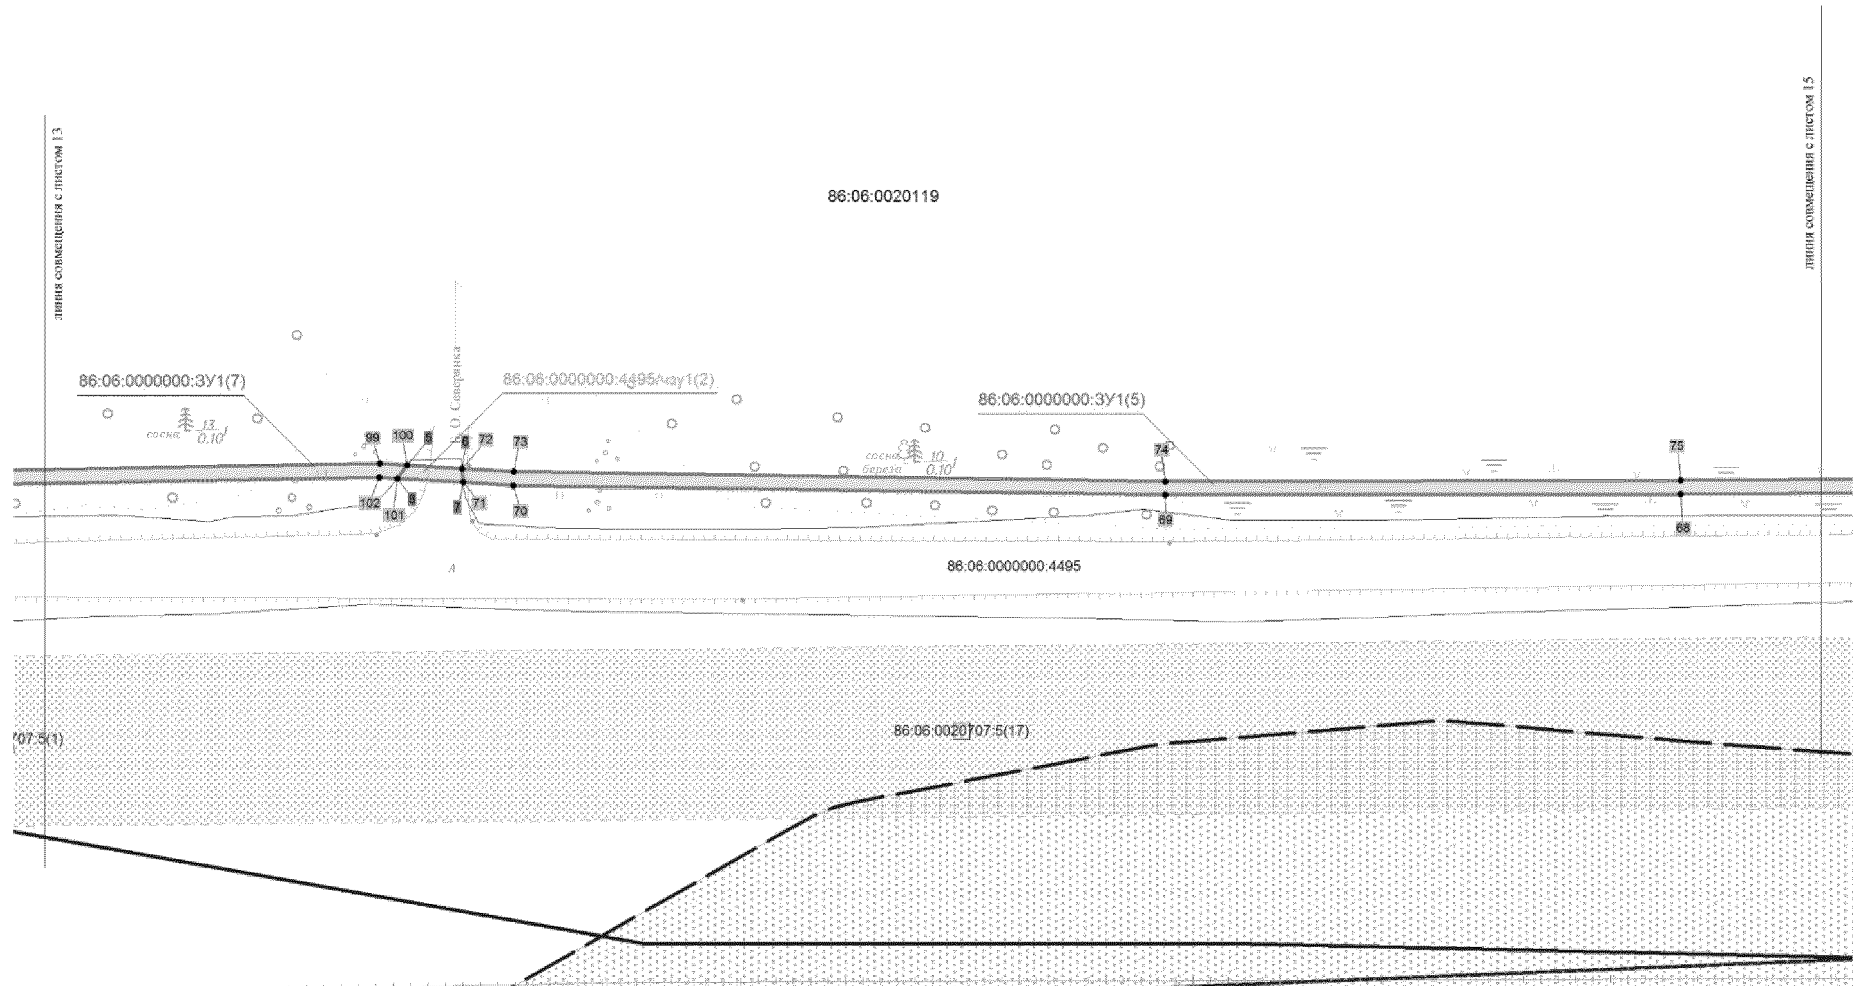 линия совмещения с листом 13
линия совмещения с листом 15
86:06:0020119
86:06:0000000:ЗУ1(7)
86:06:0000000:4495/чзу1(2)
86:06:0000000:ЗУ1(5)
Б.О. Северянка
сосна 13
0.10
1
99
100
5
6
72
73
сосна
береза
10
0.10
1
74
75
102
101
8
7
71
70
69
68
А
86:06:0000000:4495
707:5(1)
86:06:0020707:5(17)